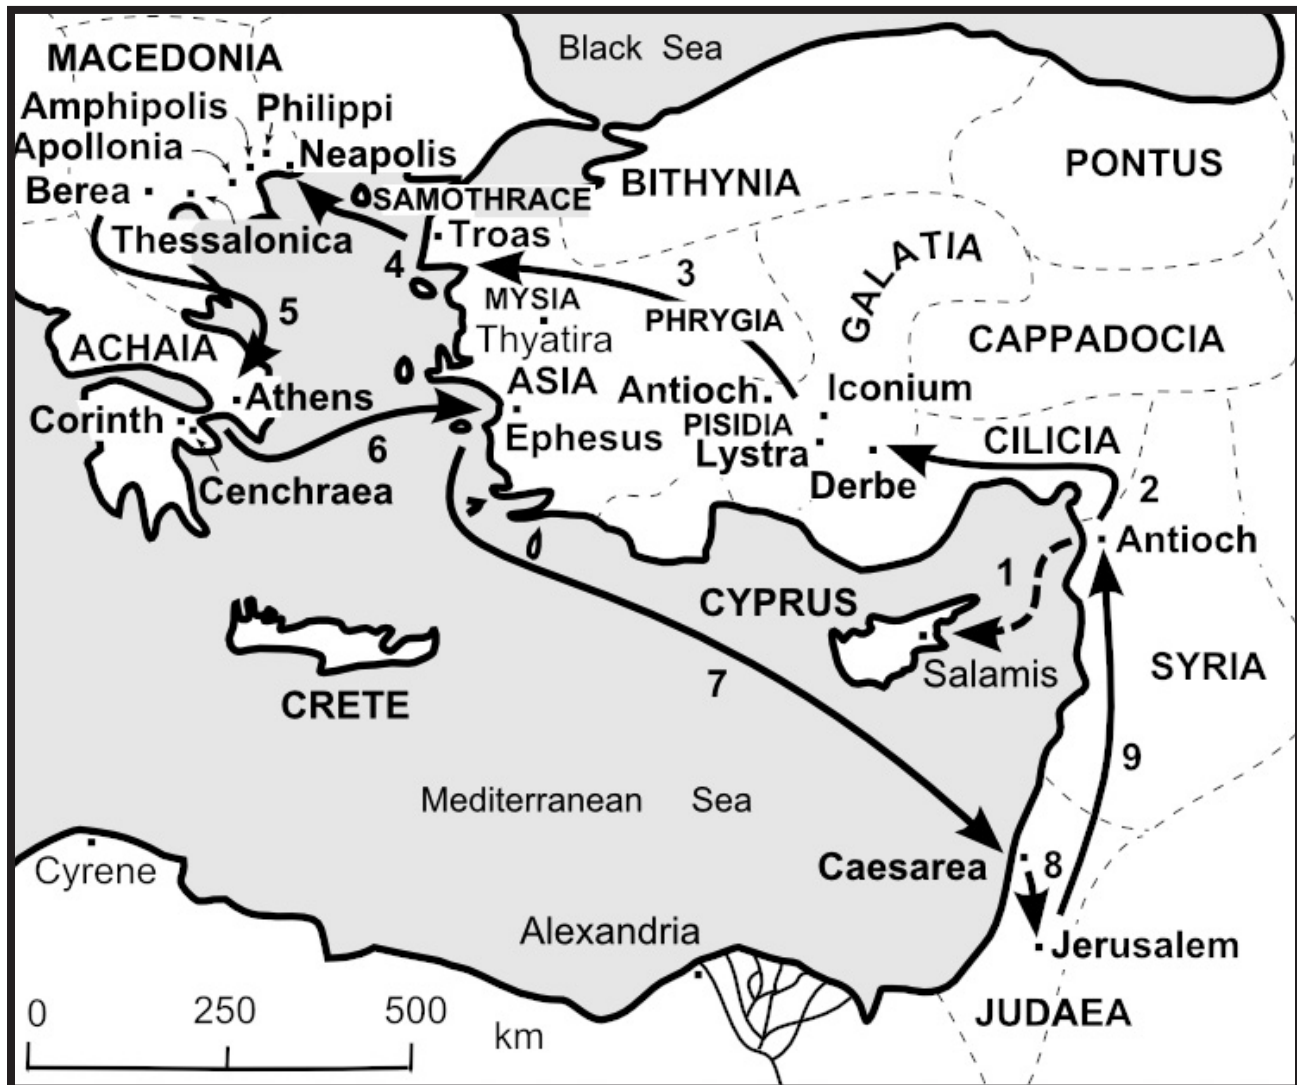 Black Sea
MACEDONIA
Amphipolis
Philippi
Apollonia
Neapolis
Berea
SAMOTHRACE
Thessalonica
Troas
BITHYNIA
PONTUS
4
3
GALATIA
MYSIA
PHRYGIA
5
Thyatira
CAPPADOCIA
ACHAIA
ASIA
Antioch
Iconium
Athens
Corinth
PISIDIA
Ephesus
Lystra
CILICIA
6
Derbe
2
Cenchraea
Antioch
1
CYPRUS
Salamis
SYRIA
CRETE
7
9
Mediterranean Sea
Caesarea
8
Cyrene
Alexandria
Jerusalem
JUDAEA
0 250 500
km